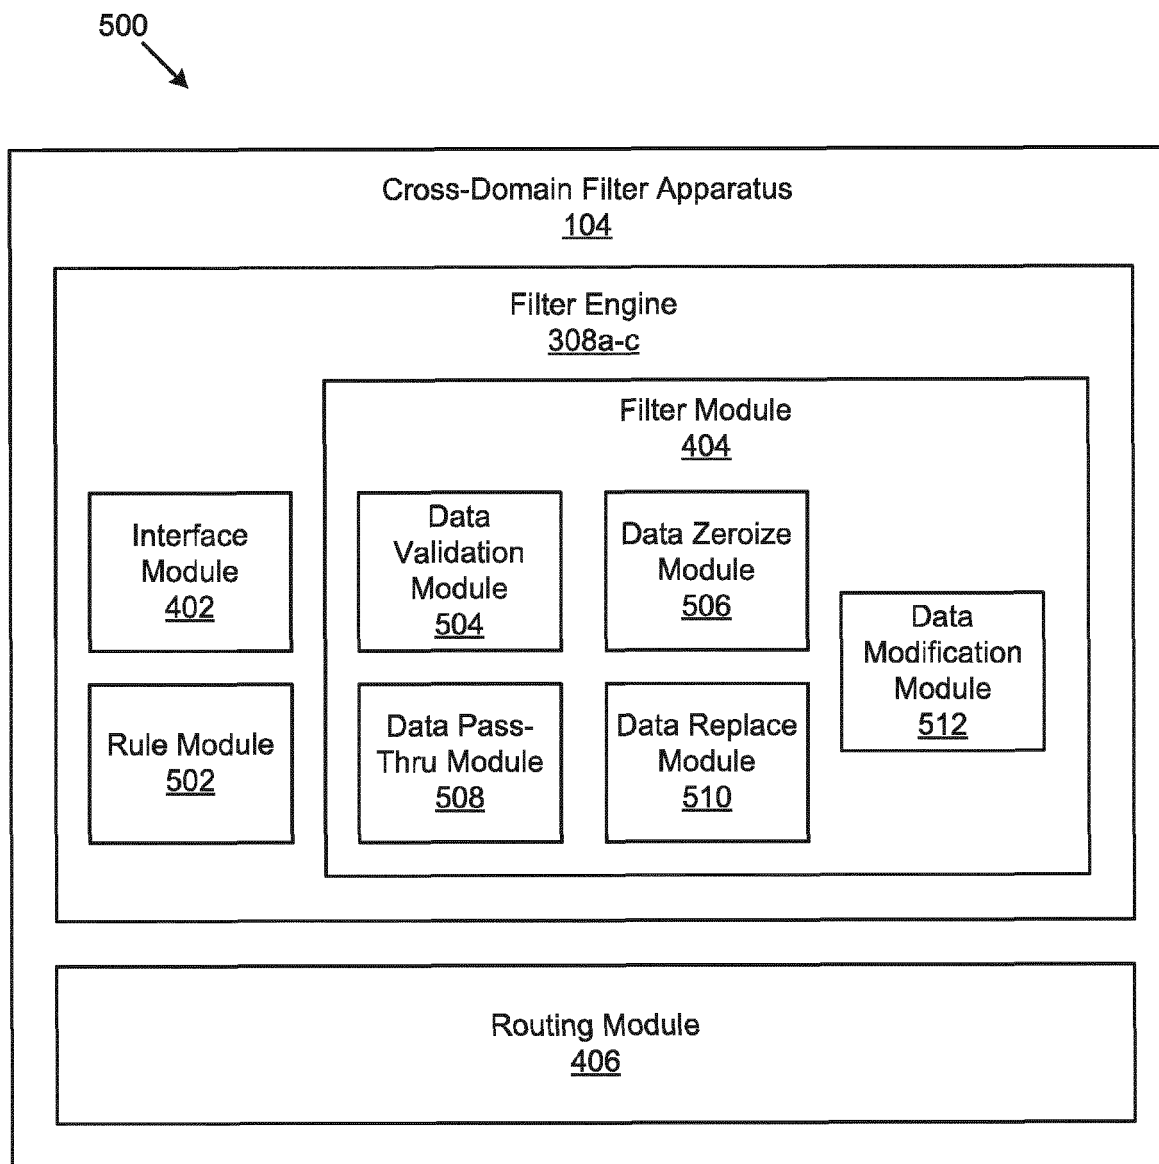 500
Cross-Domain Filter Apparatus
104
Filter Engine
308a-c
Filter Module
404
Interface
Module
402
Data
Validation
Module
504
Data Zeroize
Module
506
Data
Modification
Module
512
Rule Module
502
Data Pass-
Thru Module
508
Data Replace
Module
510
Routing Module
406